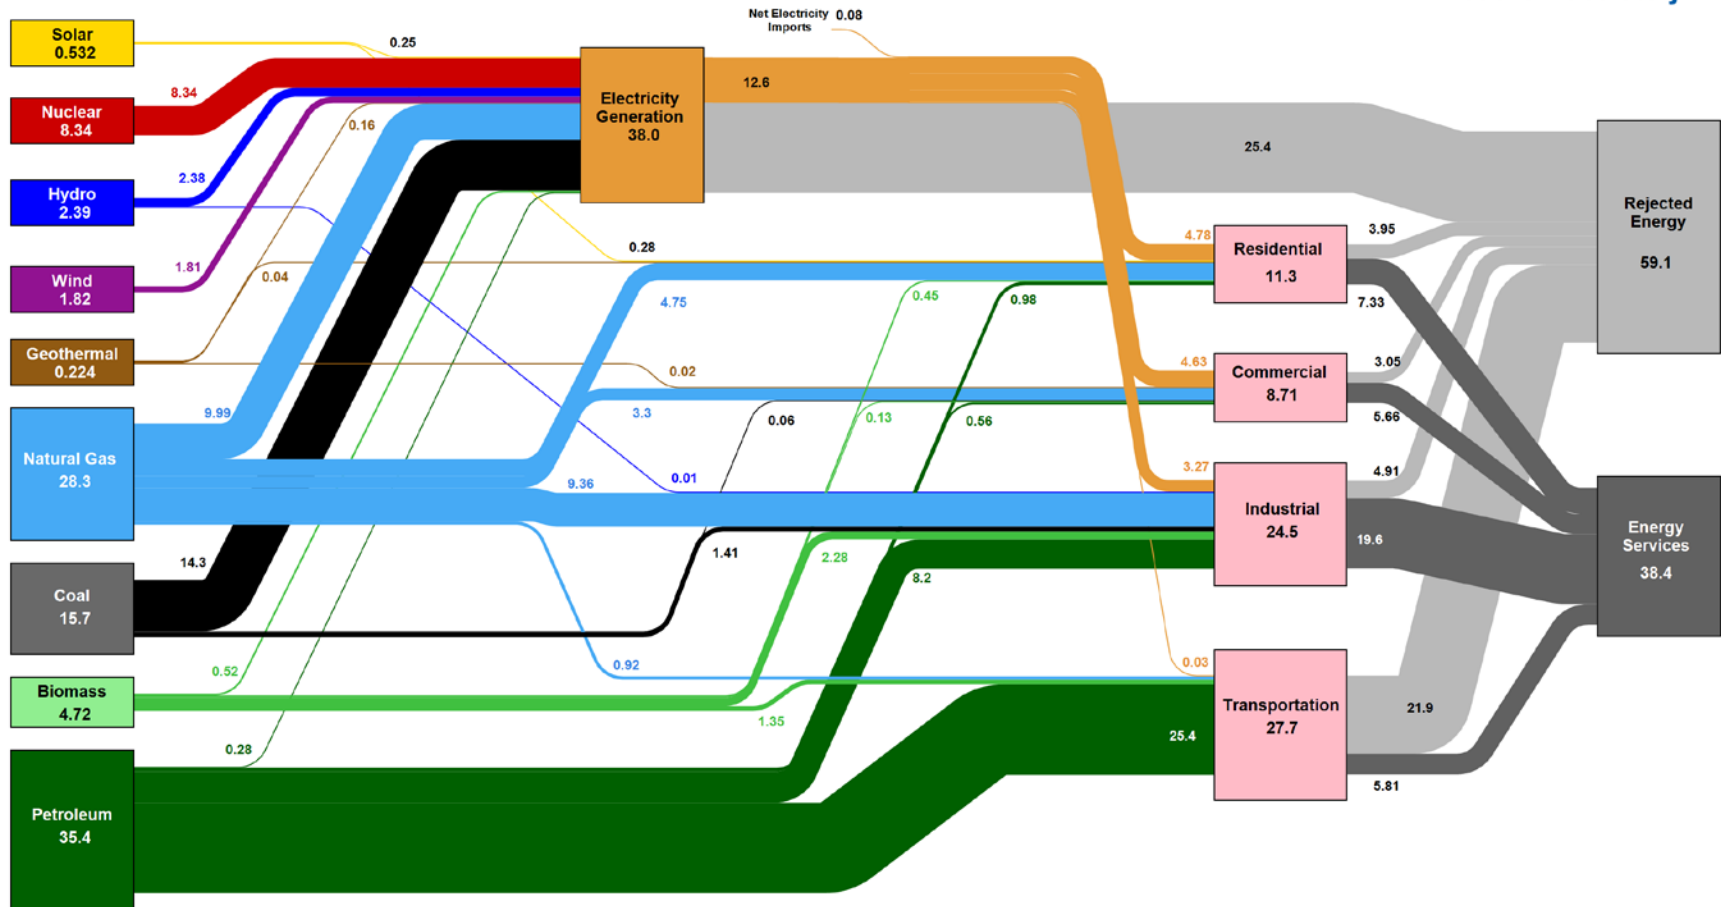 Solar
0.532
0.25
Net Electricity
Imports
0.08
Nuclear
8.34
8.34
0.16
Electricity
Generation
38.0
12.6
25.4
Rejected
Energy
59.1
Hydro
2.39
2.38
Wind
1.82
1.81
0.04
0.28
4.78
Residential
11.3
3.95
7.33
Geothermal
0.224
4.75
0.45
0.98
0.02
4.63
Commercial
8.71
3.05
5.66
Natural Gas
28.3
9.99
3.3
0.06
0.13
0.56
9.36
0.01
3.27
Industrial
24.5
4.91
19.6
Energy
Services
38.4
Coal
15.7
14.3
1.41
2.28
8.2
Biomass
4.72
0.52
0.92
1.35
0.03
Transportation
27.7
21.9
5.81
Petroleum
35.4
0.28
25.4